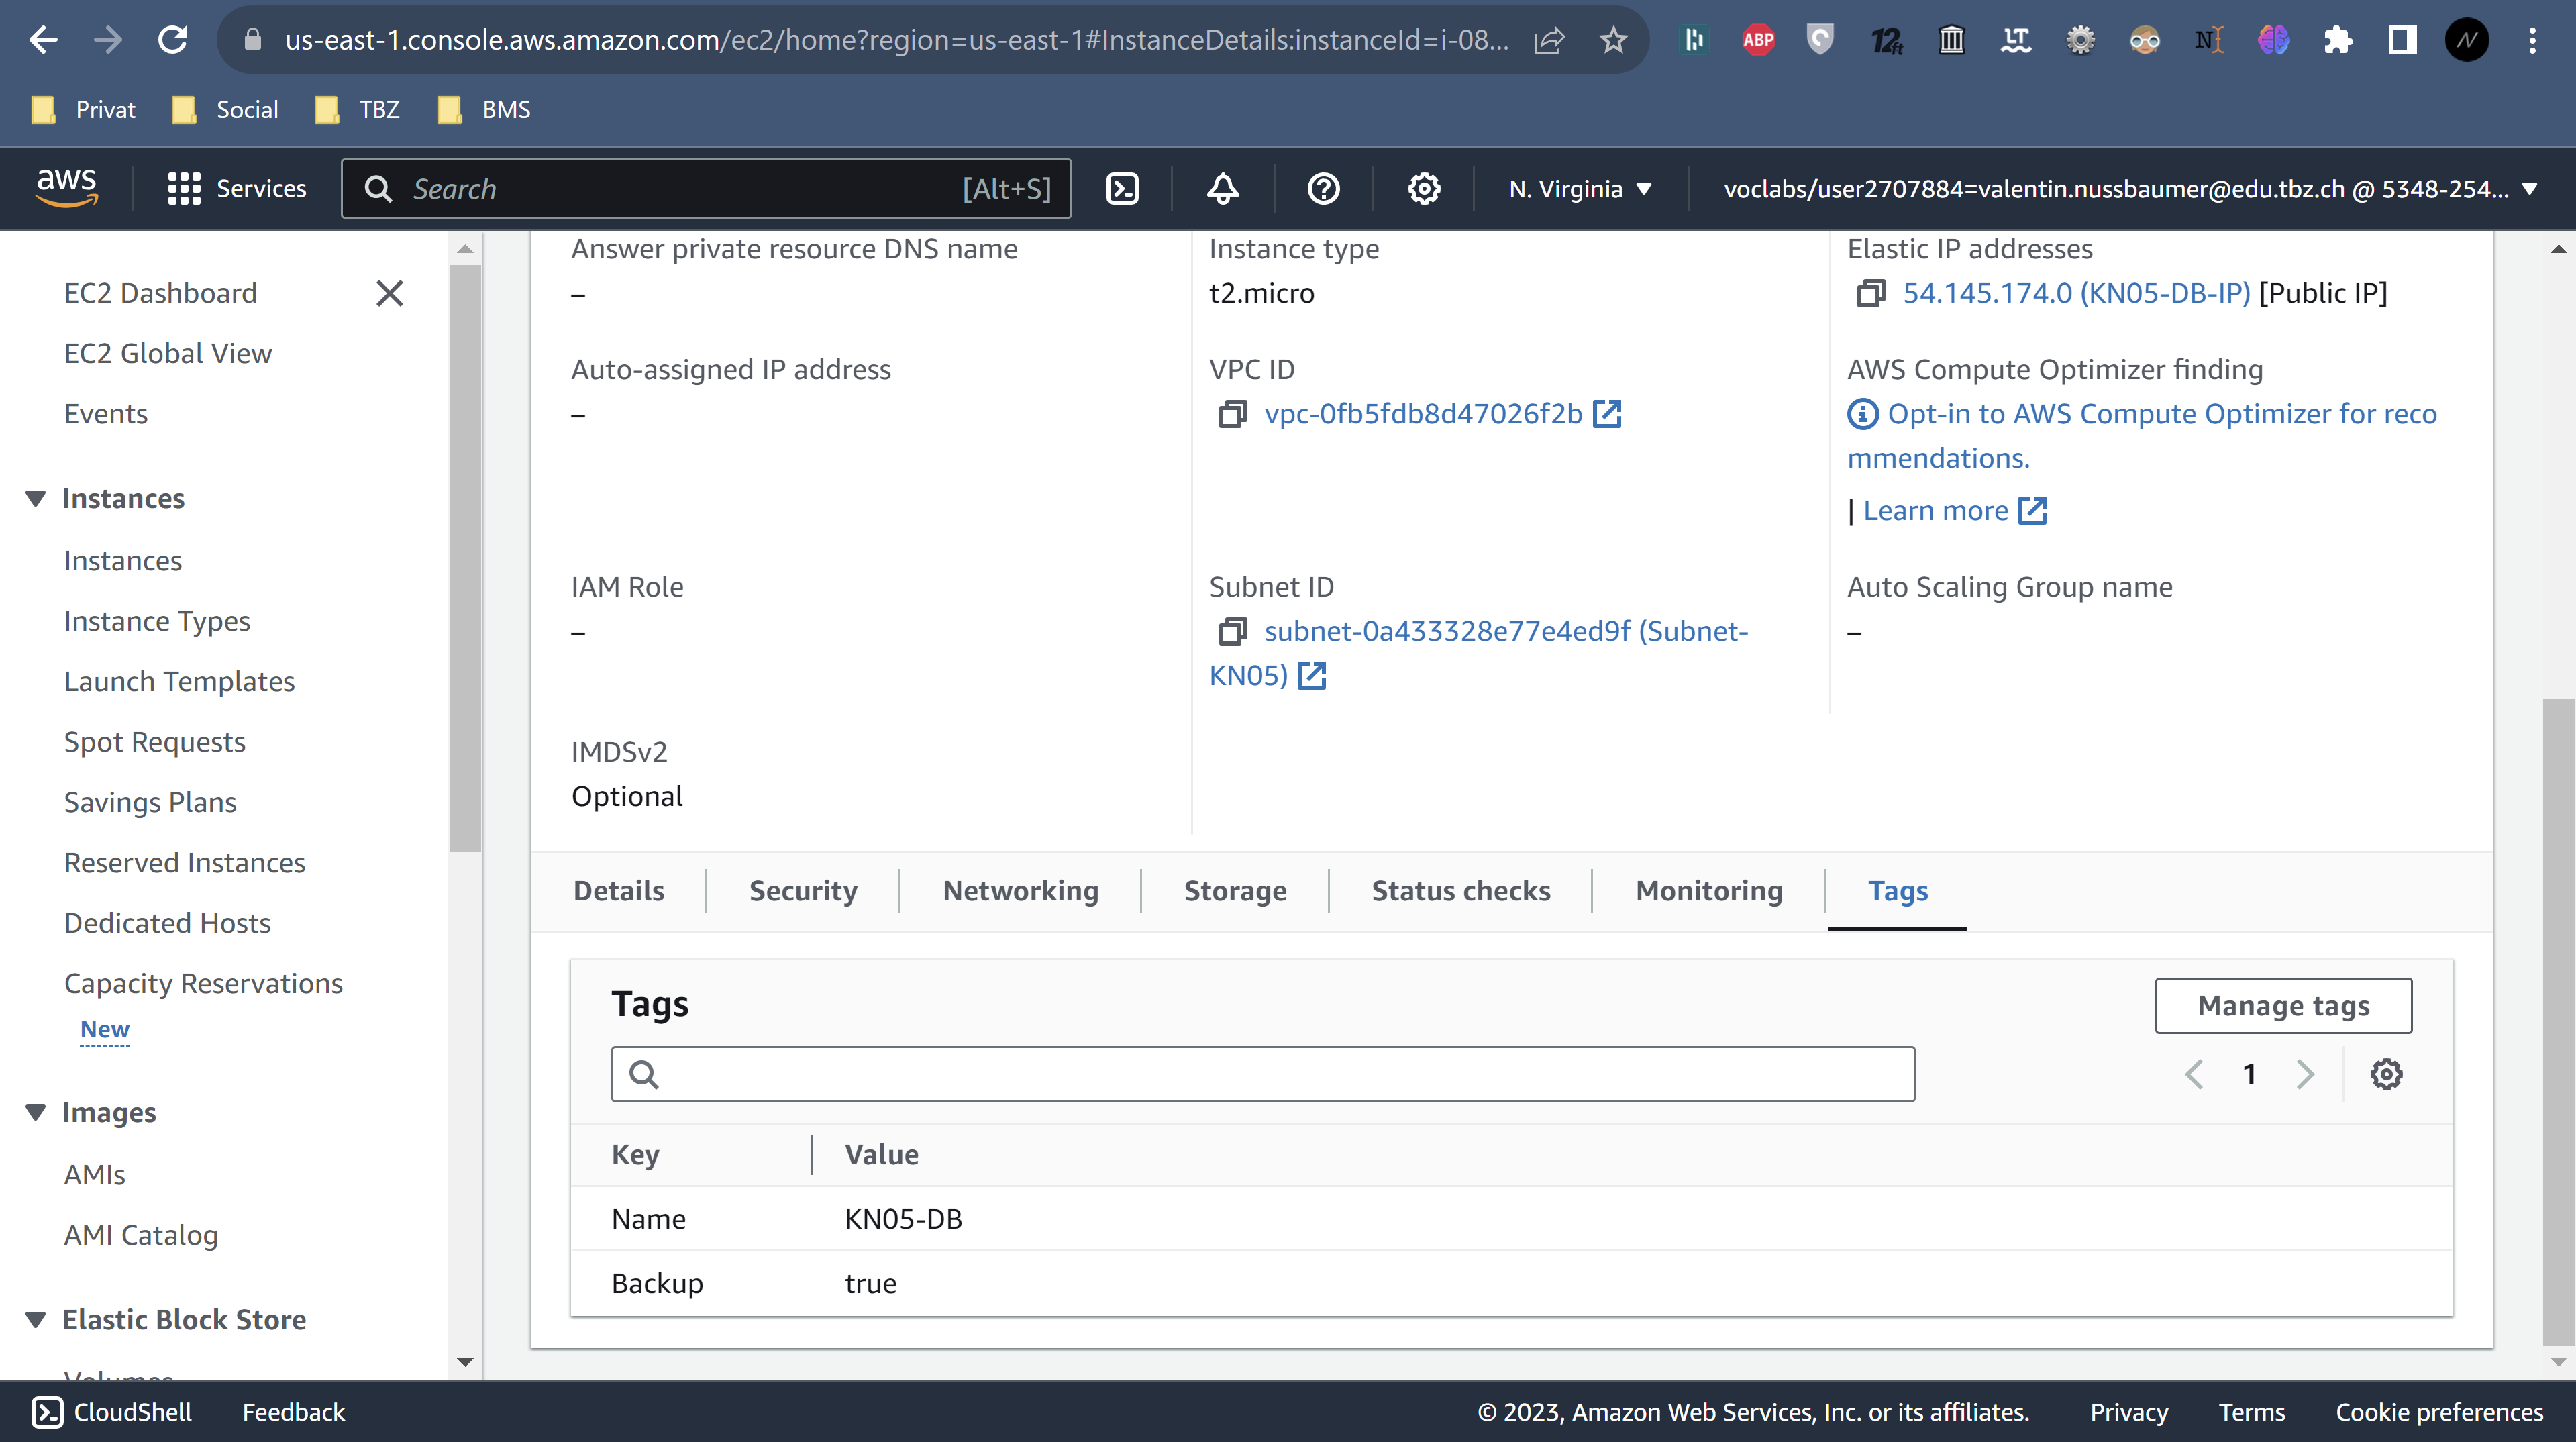 us-east-1.console.aws.amazon.com/ec2/home?region=us-east-1#InstanceDetails:instanceId=i-08...
ABP
12ft
LT
N
Privat
Social
TBZ
BMS
aws
Services
Search
[Alt+S]
N. Virginia
voclabs/user2707884=valentin.nussbaumer@edu.tbz.ch @ 5348-254...
EC2 Dashboard
EC2 Global View
Events
Instances
Instances
Instance Types
Launch Templates
Spot Requests
Savings Plans
Reserved Instances
Dedicated Hosts
Capacity Reservations
New
Images
AMIs
AMI Catalog
Elastic Block Store
Volumes
Answer private resource DNS name
–
Instance type
t2.micro
Elastic IP addresses
54.145.174.0 (KN05-DB-IP) [Public IP]
Auto-assigned IP address
–
VPC ID
vpc-0fb5fdb8d47026f2b
AWS Compute Optimizer finding
Opt-in to AWS Compute Optimizer for reco
mmendations.
| Learn more
IAM Role
–
Subnet ID
subnet-0a433328e77e4ed9f (Subnet-
KN05)
Auto Scaling Group name
–
IMDSv2
Optional
Details
Security
Networking
Storage
Status checks
Monitoring
Tags
Tags
Manage tags
1
Key
Value
Name
KN05-DB
Backup
true
CloudShell
Feedback
© 2023, Amazon Web Services, Inc. or its affiliates.
Privacy
Terms
Cookie preferences